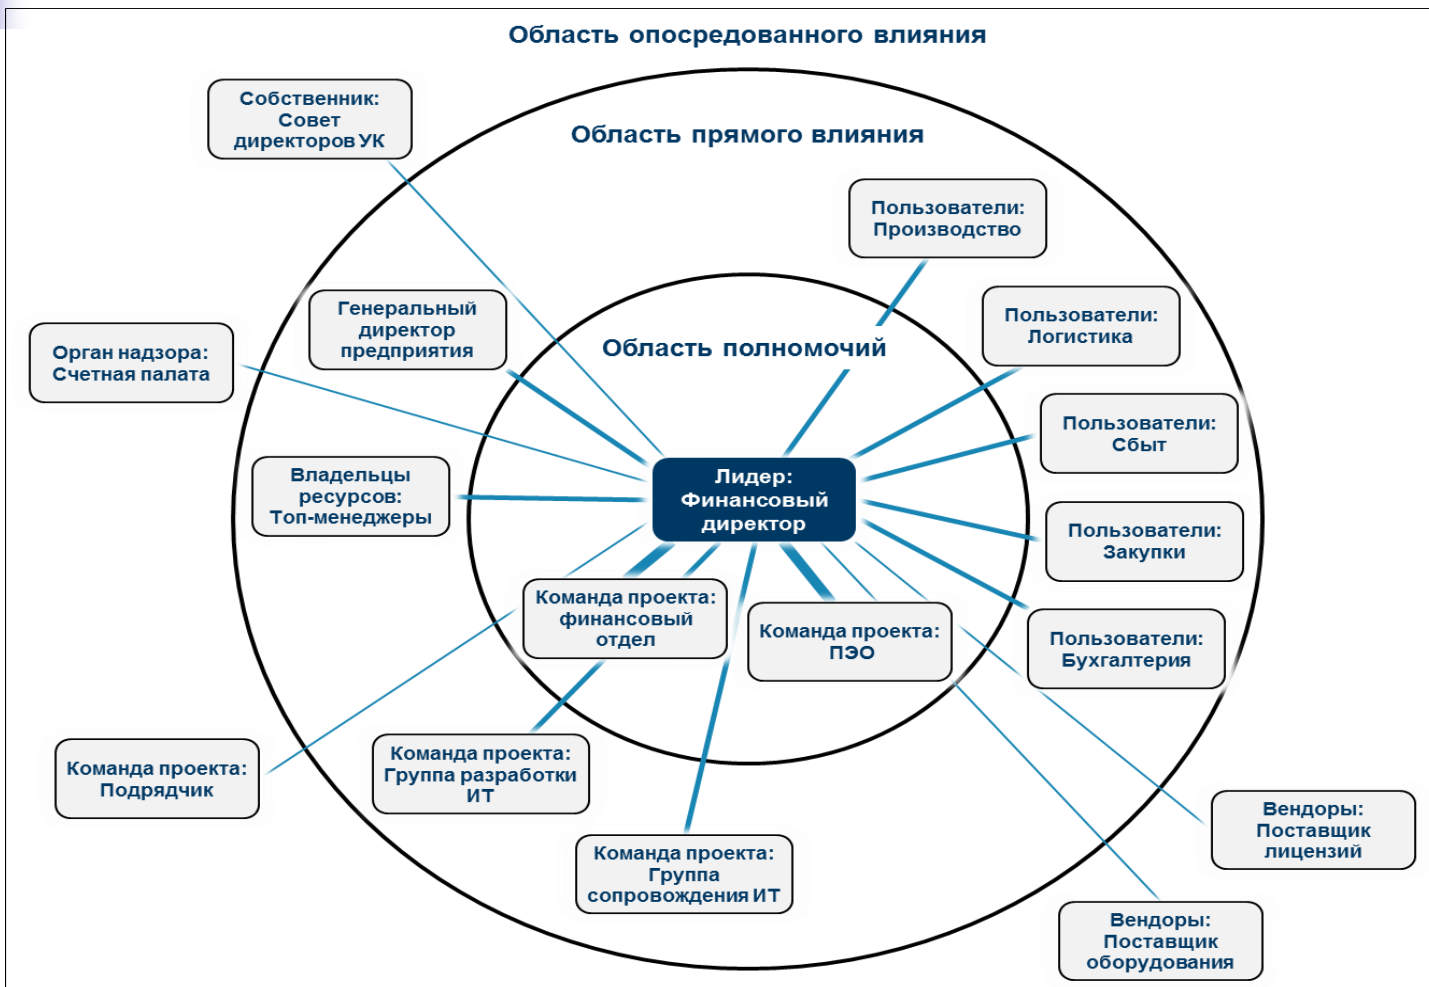 Область опосредованного влияния
Собственник:
Совет
директоров УК
Область прямого влияния
Пользователи:
Производство
Генеральный
директор
предприятия
Пользователи:
Логистика
Орган надзора:
Счетная палата
Область полномочий
Пользователи:
Сбыт
Владельцы
ресурсов:
Топ-менеджеры
Лидер:
Финансовый
директор
Пользователи:
Закупки
Команда проекта:
финансовый
отдел
Команда проекта:
ПЭО
Пользователи:
Бухгалтерия
Команда проекта:
Подрядчик
Команда проекта:
Группа разработки
ИТ
Команда проекта:
Группа
сопровождения ИТ
Вендоры:
Поставщик
лицензий
Вендоры:
Поставщик
оборудования